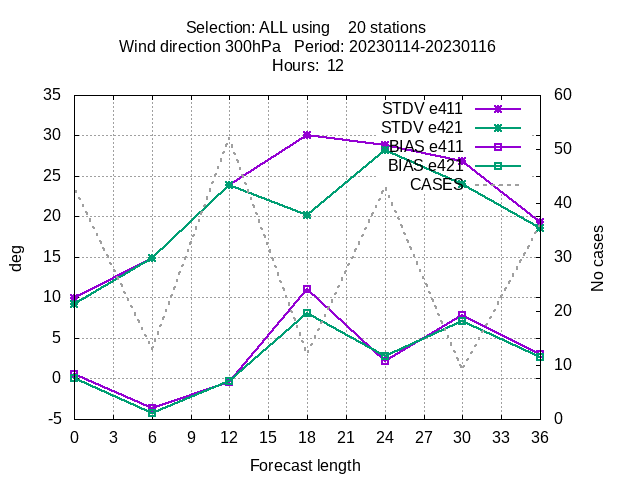 Selection: ALL using 20 stations
Wind direction 300hPa Period: 20230114-20230116
Hours: 12
STDV e411
STDV e421
BIAS e411
BIAS e421
CASES
35
30
25
20
15
10
5
0
-5
60
50
40
30
20
10
0
deg
No cases
0 3 6 9 12 15 18 21 24 27 30 33 36
Forecast length